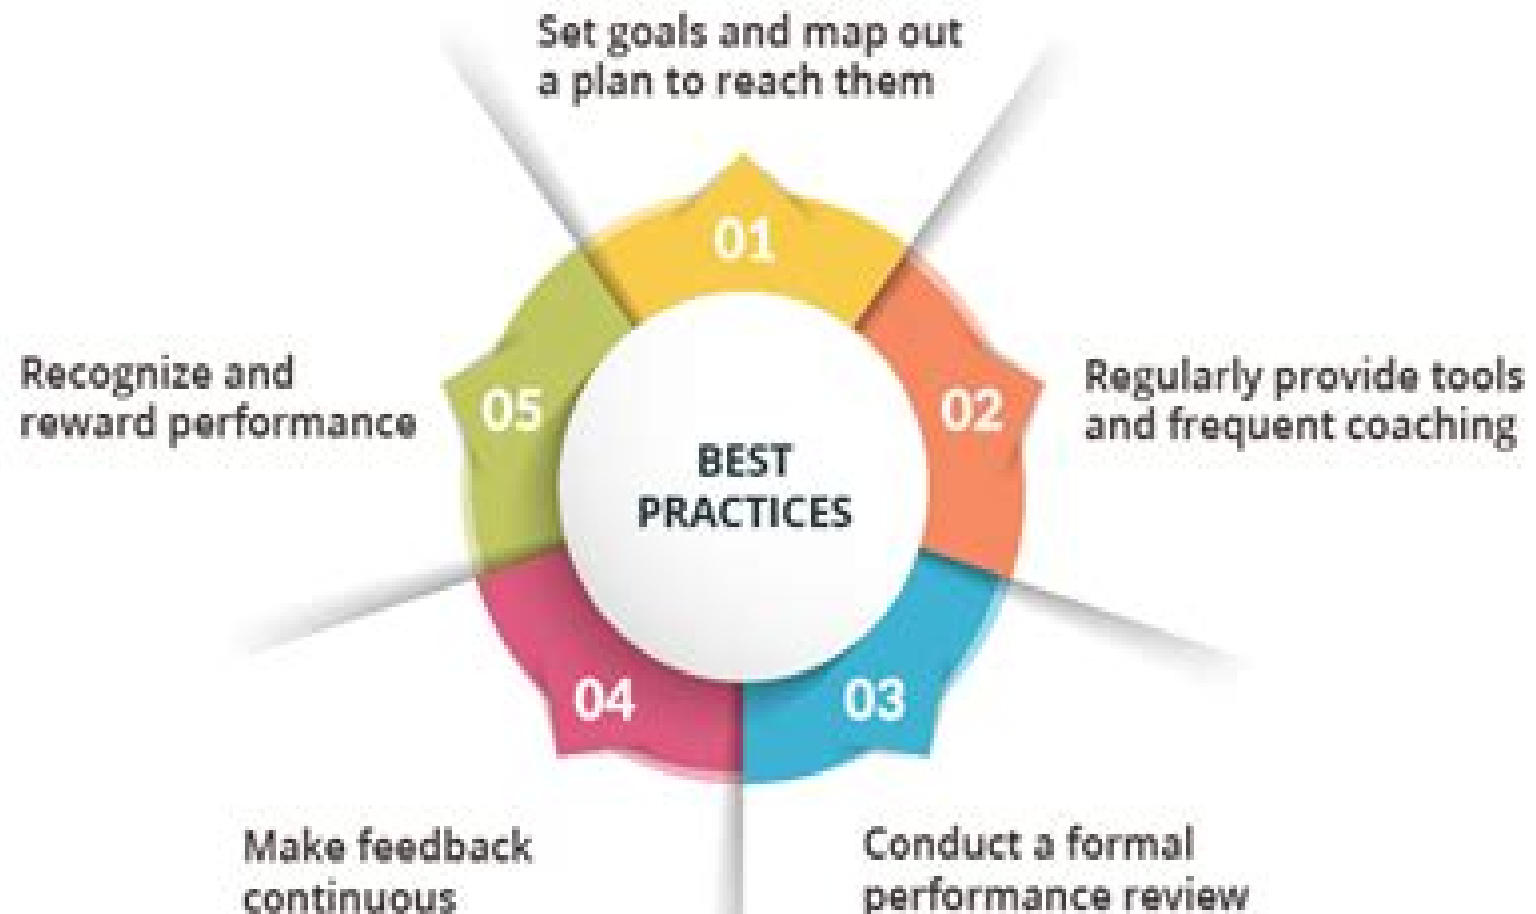 Set goals and map out
a plan to reach them
01
Regularly provide tools
and frequent coaching
02
Conduct a formal
performance review
03
Make feedback
continuous
04
Recognize and
reward performance
05
BEST
PRACTICES